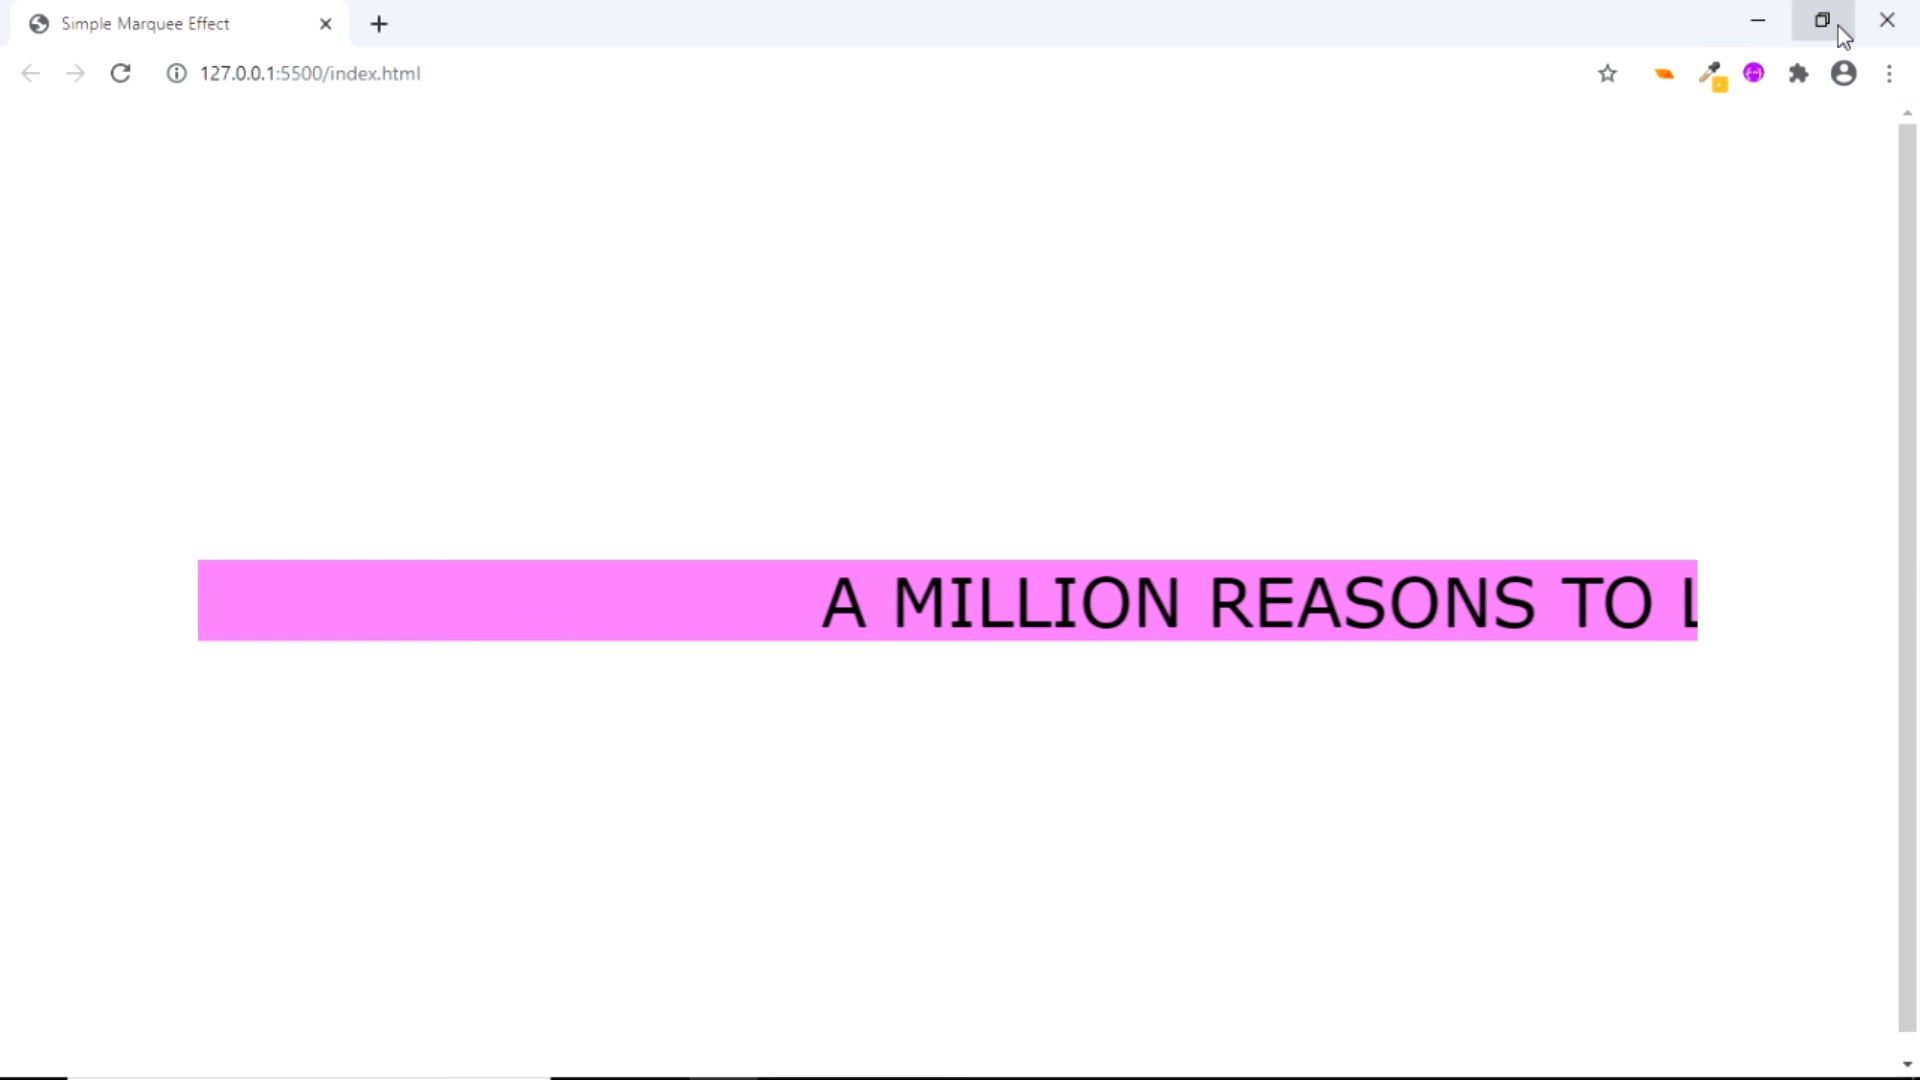 Simple Marquee Effect
127.0.0.1:5500/index.html
A MILLION REASONS TO L